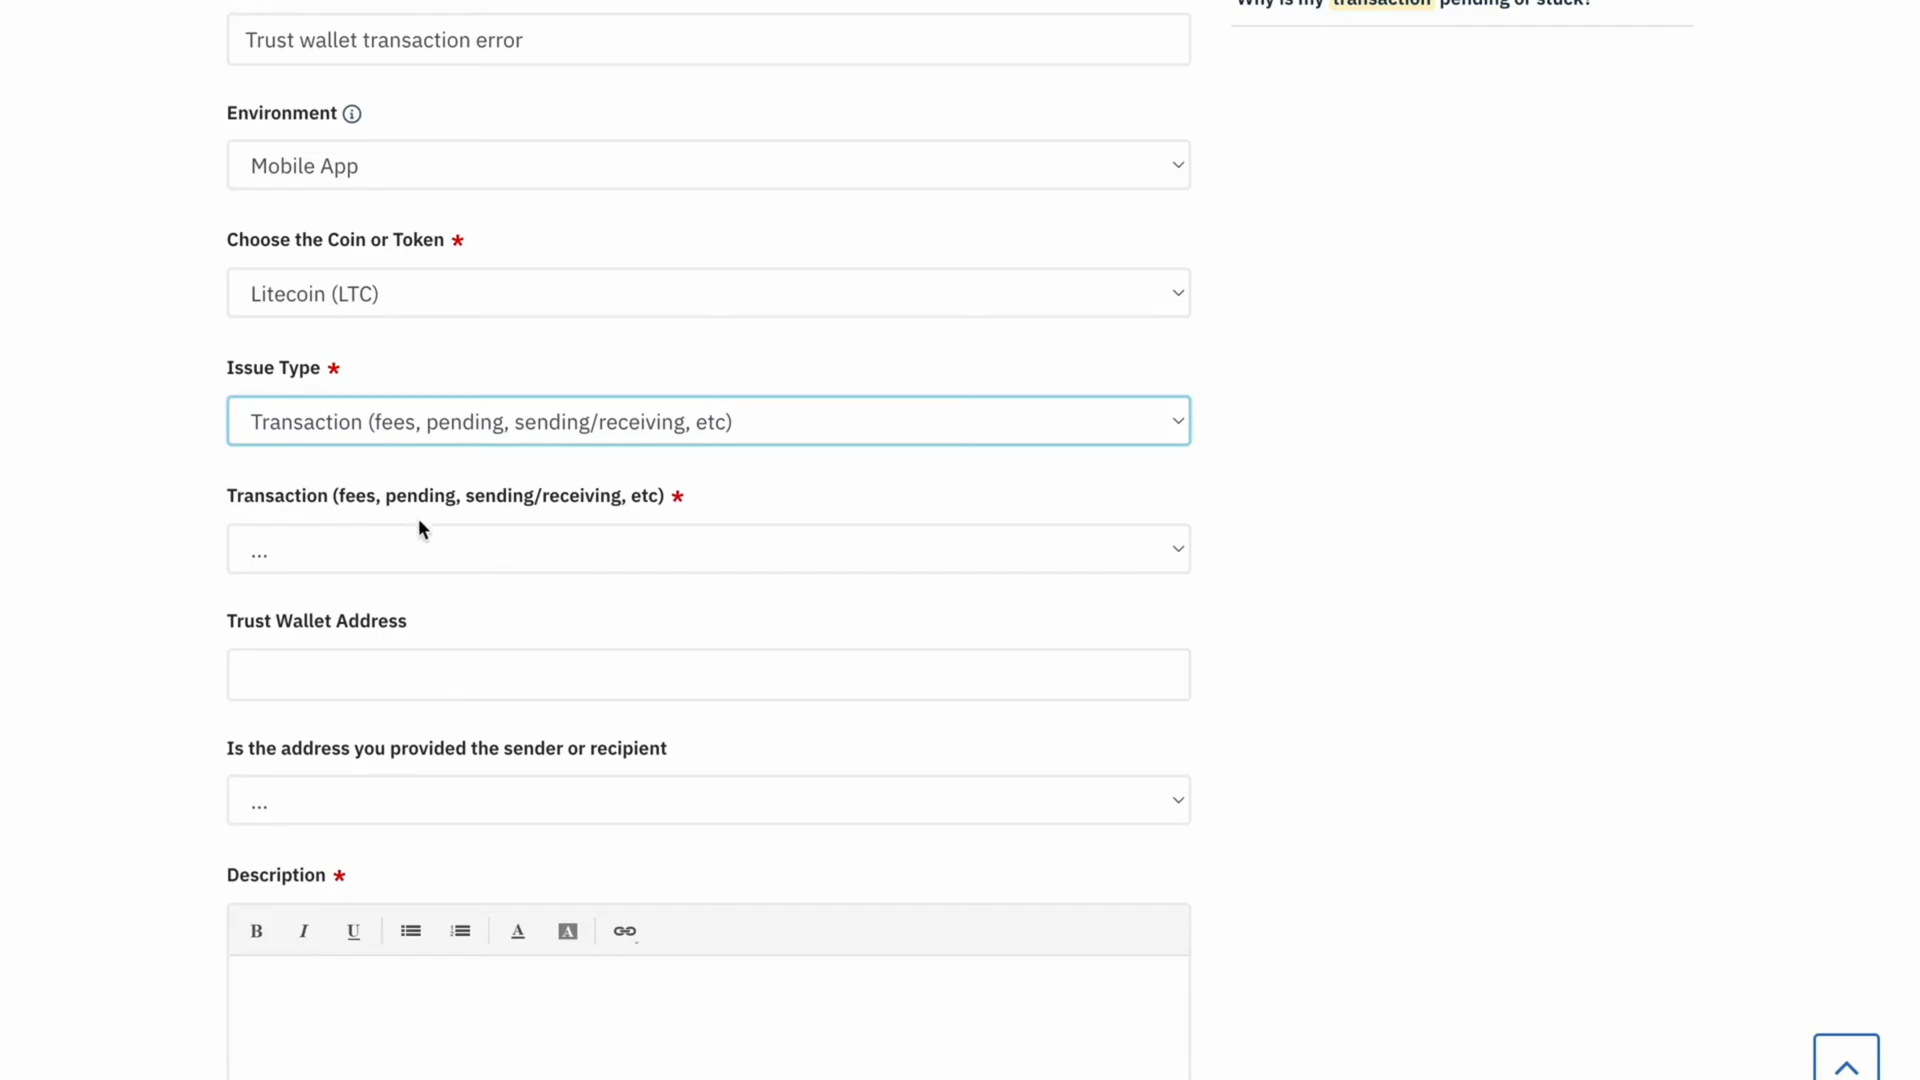 Why is my transaction pending or stuck?
Trust wallet transaction error
Environment
Mobile App
Choose the Coin or Token *
Litecoin (LTC)
Issue Type *
Transaction (fees, pending, sending/receiving, etc)
Transaction (fees, pending, sending/receiving, etc) *
...
Trust Wallet Address
Is the address you provided the sender or recipient
...
Description *
B I U A A